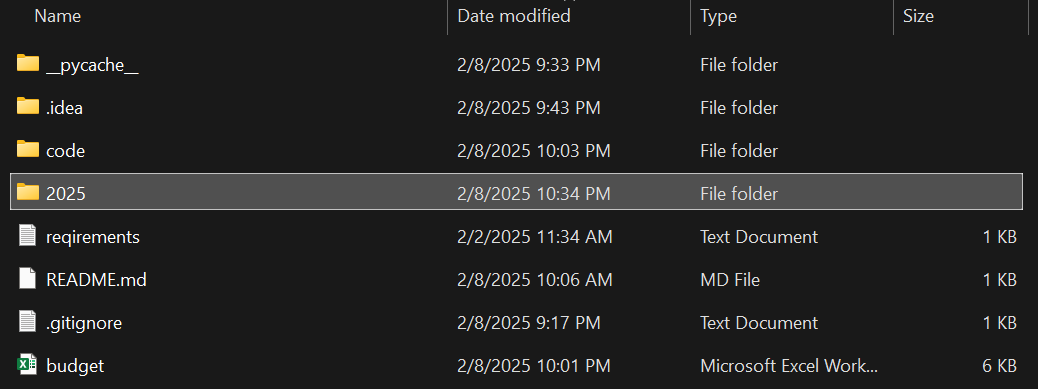 Name Date modified Type Size
__pycache__ 2/8/2025 9:33 PM File folder
.idea 2/8/2025 9:43 PM File folder
code 2/8/2025 10:03 PM File folder
2025 2/8/2025 10:34 PM File folder
reqirements 2/2/2025 11:34 AM Text Document 1 KB
README.md 2/8/2025 10:06 AM MD File 1 KB
.gitignore 2/8/2025 9:17 PM Text Document 1 KB
budget 2/8/2025 10:01 PM Microsoft Excel Work... 6 KB